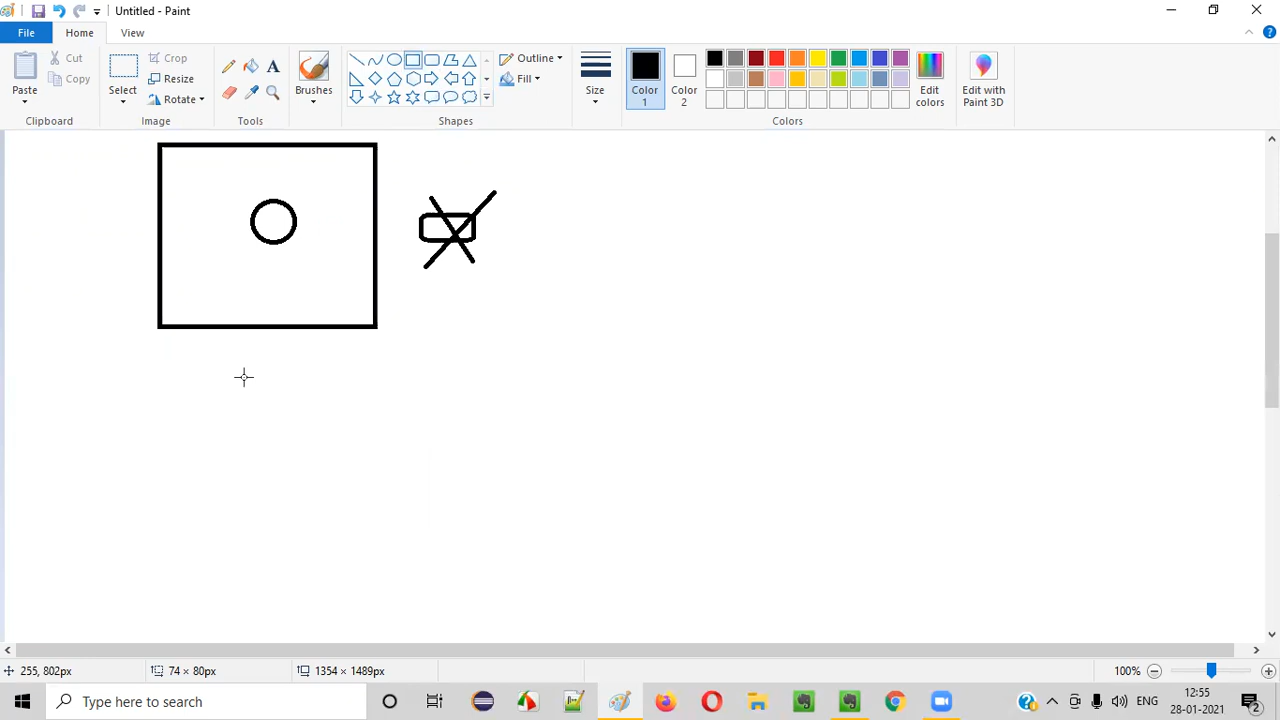 Untitled - Paint
File
Home
View
Paste
Cut
Copy
Clipboard
Select
Crop
Resize
Rotate
Image
Tools
Brushes
Shapes
Outline
Fill
Size
Color 1
Color 2
Edit colors
Colors
Edit with Paint 3D
255, 802px
74 × 80px
1354 × 1489px
100%
Type here to search
ENG
12:55
28-01-2021
2